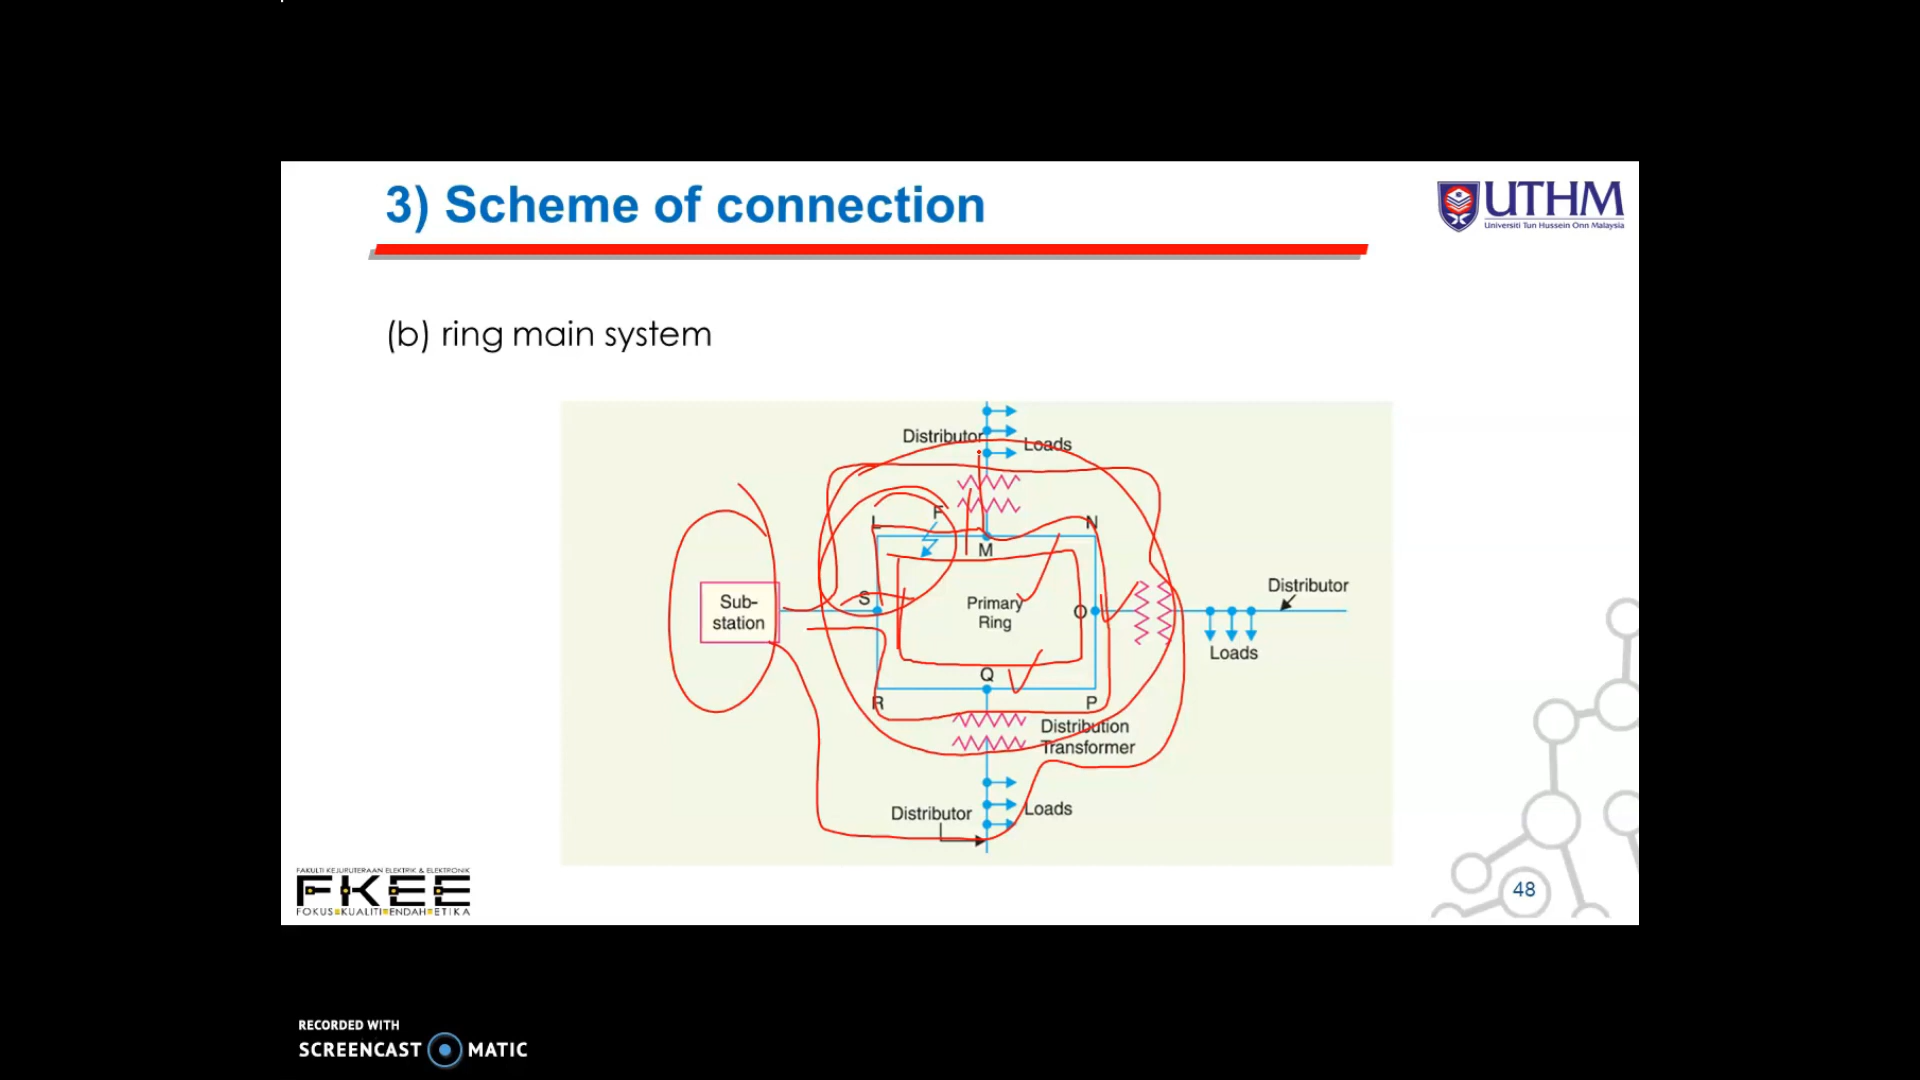 3) Scheme of connection
UTHM
Universiti Tun Hussein Onn Malaysia
(b) ring main system
Distributor
Loads
L
F
N
M
Sub-
station
S
Primary
Ring
O
Distributor
Loads
Q
R
P
Distribution
Transformer
Distributor
Loads
FAKULTI KEJURUTERAAN ELEKTRIK & ELEKTRONIK
FKEE
FOKUS KUALITI ENDAH ETIKA
48
RECORDED WITH
SCREENCAST MATIC